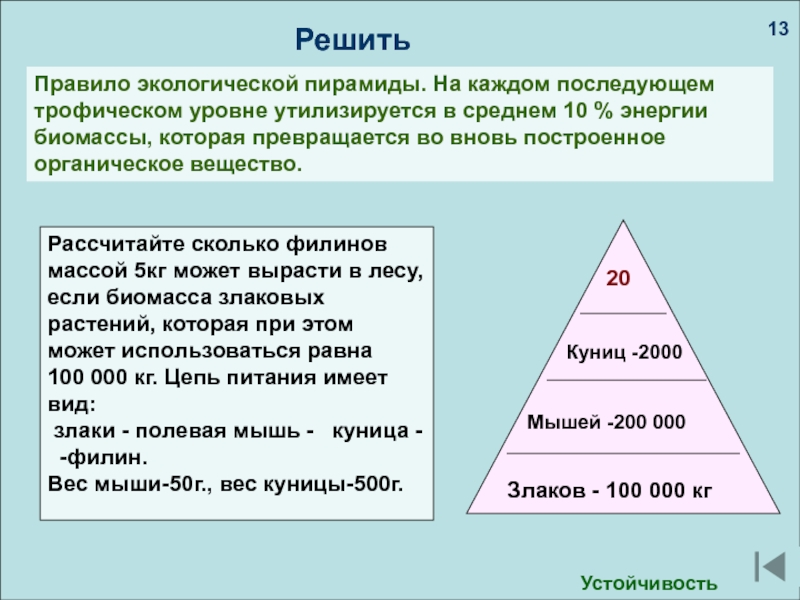 Решить
13
Правило экологической пирамиды. На каждом последующем
трофическом уровне утилизируется в среднем 10 % энергии
биомассы, которая превращается во вновь построенное
органическое вещество.
Рассчитайте сколько филинов
массой 5кг может вырасти в лесу,
если биомасса злаковых
растений, которая при этом
может использоваться равна
100 000 кг. Цепь питания имеет
вид:
злаки - полевая мышь - куница -
-филин.
Вес мыши-50г., вес куницы-500г.
20
Куниц -2000
Мышей -200 000
Злаков - 100 000 кг
Устойчивость